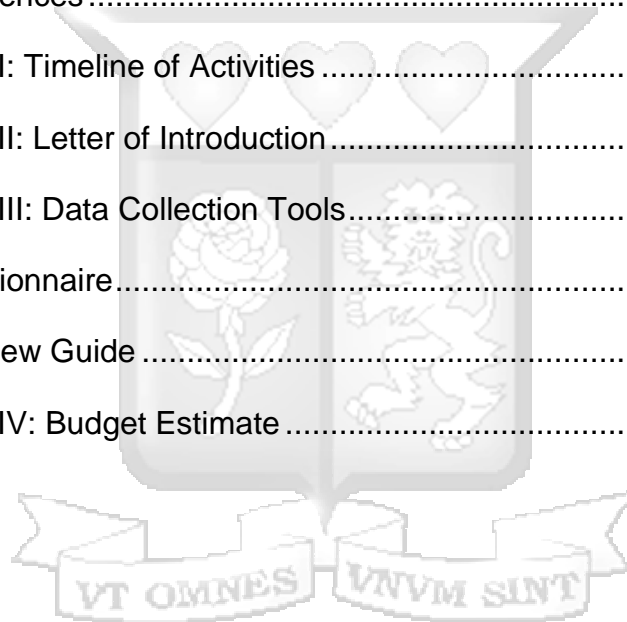 ences..........................................................
I: Timeline of Activities.................................
II: Letter of Introduction................................
III: Data Collection Tools...............................
ionnaire.......................................................
ew Guide....................................................
IV: Budget Estimate.....................................
VT OMNES VNVM SINT